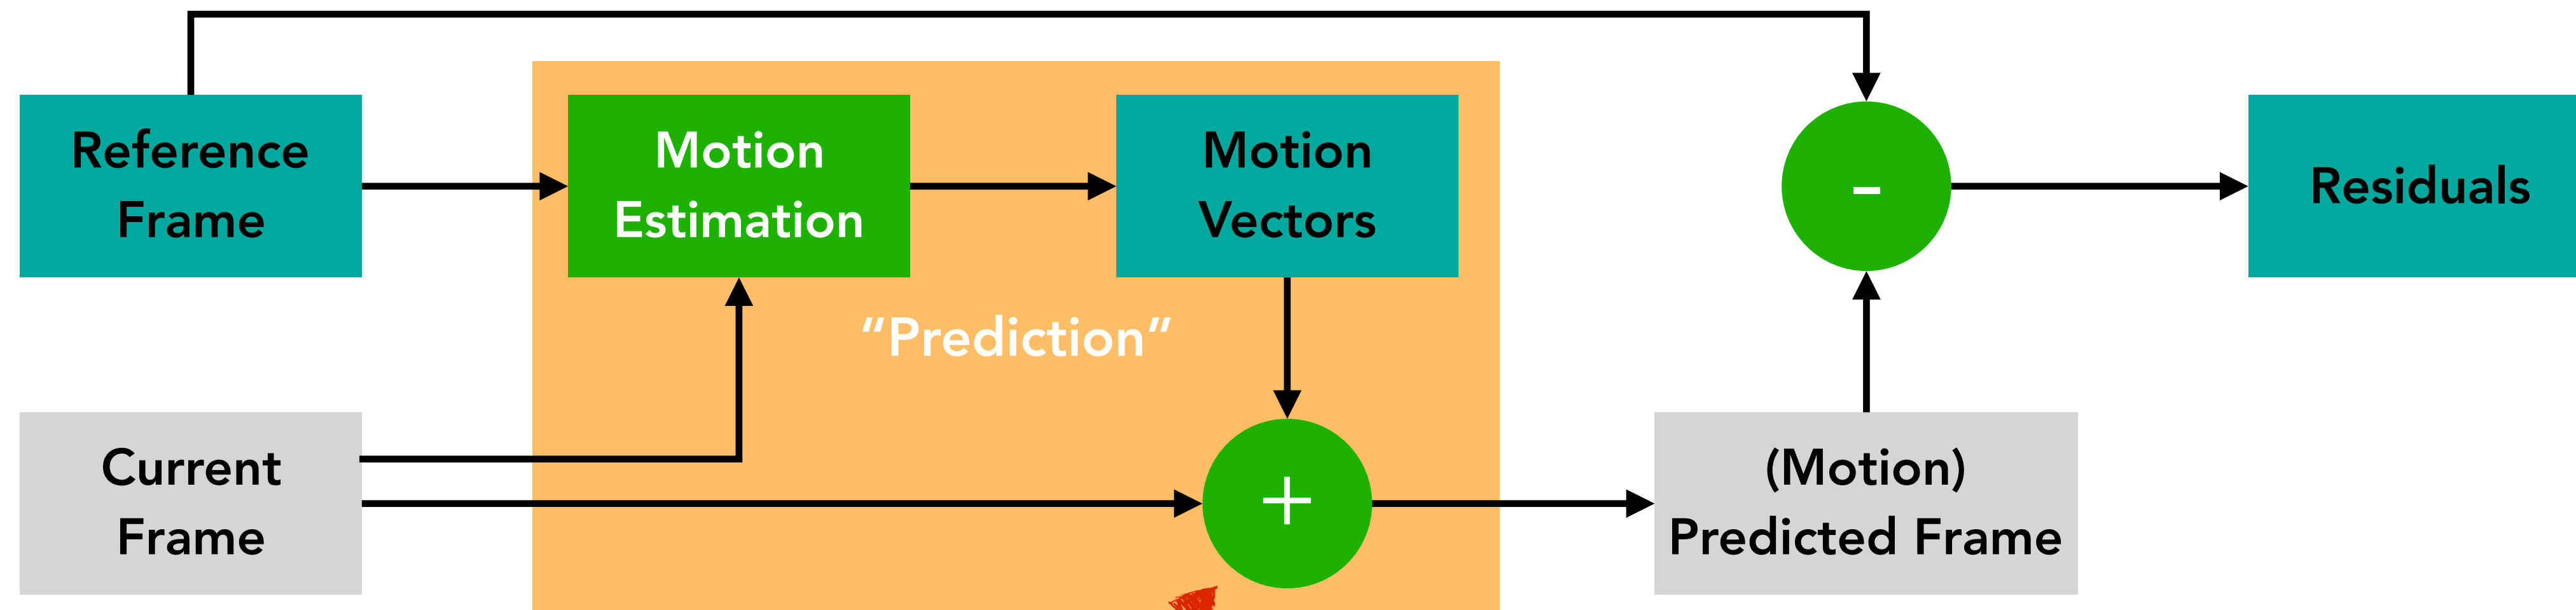 Reference
Frame
Motion
Estimation
Motion
Vectors
-
Residuals
"Prediction"
Current
Frame
+
(Motion)
Predicted Frame